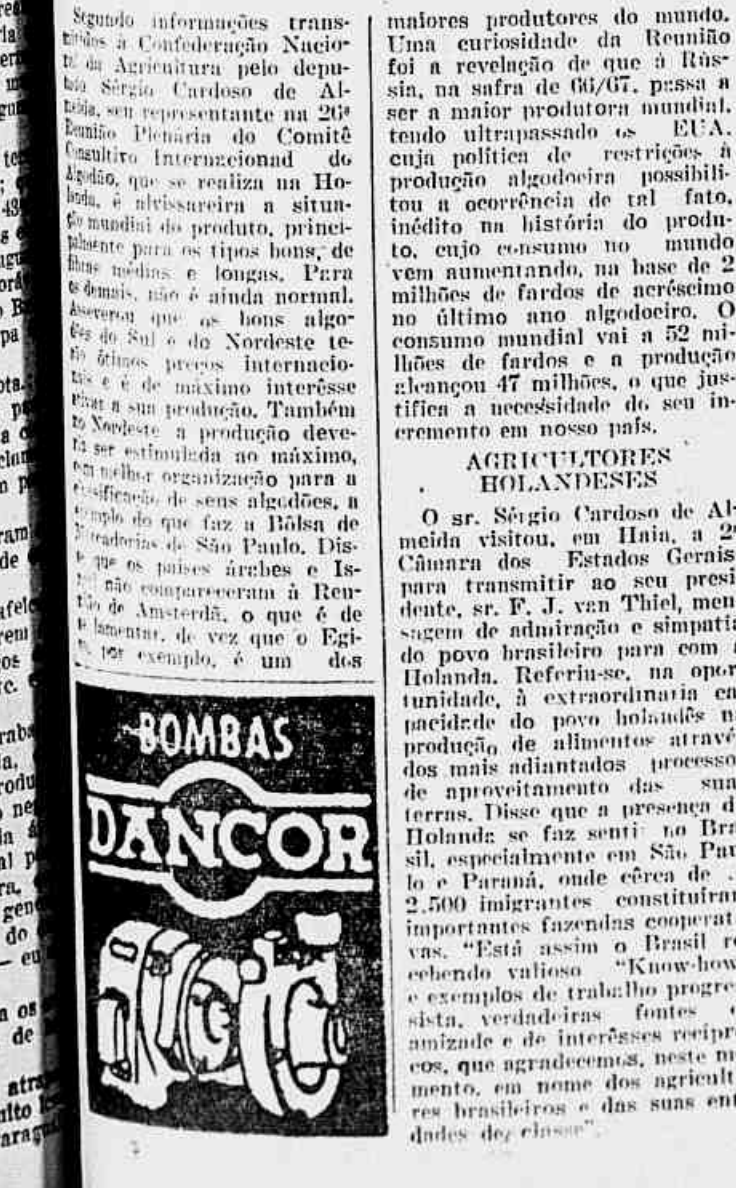 Segundo informações trans-
mitidas à Confederação Nacio-
nal da Agricultura pelo depu-
tado Sérgio Cardoso de Al-
meida, seu representante na 26ª
Reunião Plenária do Comitê
Consultivo Internacional do
Algodão, que se realiza na Ho-
landa, é alvissareira a situa-
ção mundial do produto, princi-
palmente para os tipos bons, de
fibras médias e longas. Para
os demais, não é ainda normal.
Asseverou que os bons algo-
dões do Sul e do Nordeste te-
rão ótimos preços internacio-
nais e é de máximo interêsse
a sua produção. Também
no Nordeste a produção deve-
rá ser estimulada ao máximo,
em melhor organização para a
classificação de seus algodões, a
exemplo do que faz a Bôlsa de
Mercadorias de São Paulo. Dis-
se que os países árabes e Is-
rael não compareceram à Reu-
nião de Amsterdã, o que é de
se lamentar, de vez que o Egi-
to, por exemplo, é um dos
BOMBAS
DANCOR
maiores produtores do mundo.
Uma curiosidade da Reunião
foi a revelação de que a Rús-
sia, na safra de 66/67, passa a
ser a maior produtora mundial,
tendo ultrapassado os EUA.
cuja política de restrições à
produção algodoeira possibili-
tou a ocorrência de tal fato,
inédito na história do produ-
to, cujo consumo no mundo
vem aumentando, na base de 2
milhões de fardos de acréscimo
no último ano algodoeiro. O
consumo mundial vai a 52 mi-
lhões de fardos e a produção
alcançou 47 milhões, o que jus-
tifica a necessidade do seu in-
cremento em nosso país.
AGRICULTORES
HOLANDESES
O sr. Sérgio Cardoso de Al-
meida visitou, em Haia, a 2ª
Câmara dos Estados Gerais
para transmitir ao seu presi
dente, sr. F. J. van Thiel, men
sagem de admiração e simpatia
do povo brasileiro para com a
Holanda. Referiu-se, na opor
tunidade, à extraordinaria ca
pacidade do povo holandês na
produção de alimentos atravé
dos mais adiantados processo
de aproveitamento das sua
terras. Disse que a presença d
Holanda se faz senti no Bra
sil, especialmente em São Pau
lo e Paraná, onde cêrca de
2.500 imigrantes constituíram
importantes fazendas cooperat
vas. "Está assim o Brasil re
cebendo valioso "Know-how
e exemplos de trabalho progre
sista, verdadeiras fontes
amizade e de interêsses recípr
cos, que agradecemos, neste m
mento, em nome dos agricult
res brasileiros e das suas ent
dades de classe".